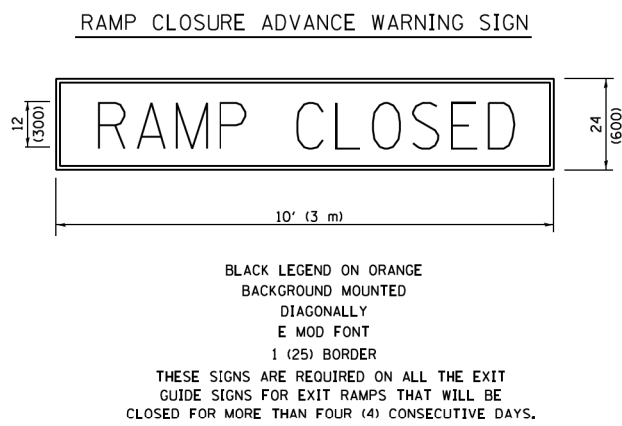 RAMP CLOSURE ADVANCE WARNING SIGN
12
(300)
RAMP CLOSED
24
(600)
10' (3 m)
BLACK LEGEND ON ORANGE
BACKGROUND MOUNTED
DIAGONALLY
E MOD FONT
1 (25) BORDER
THESE SIGNS ARE REQUIRED ON ALL THE EXIT
GUIDE SIGNS FOR EXIT RAMPS THAT WILL BE
CLOSED FOR MORE THAN FOUR (4) CONSECUTIVE DAYS.